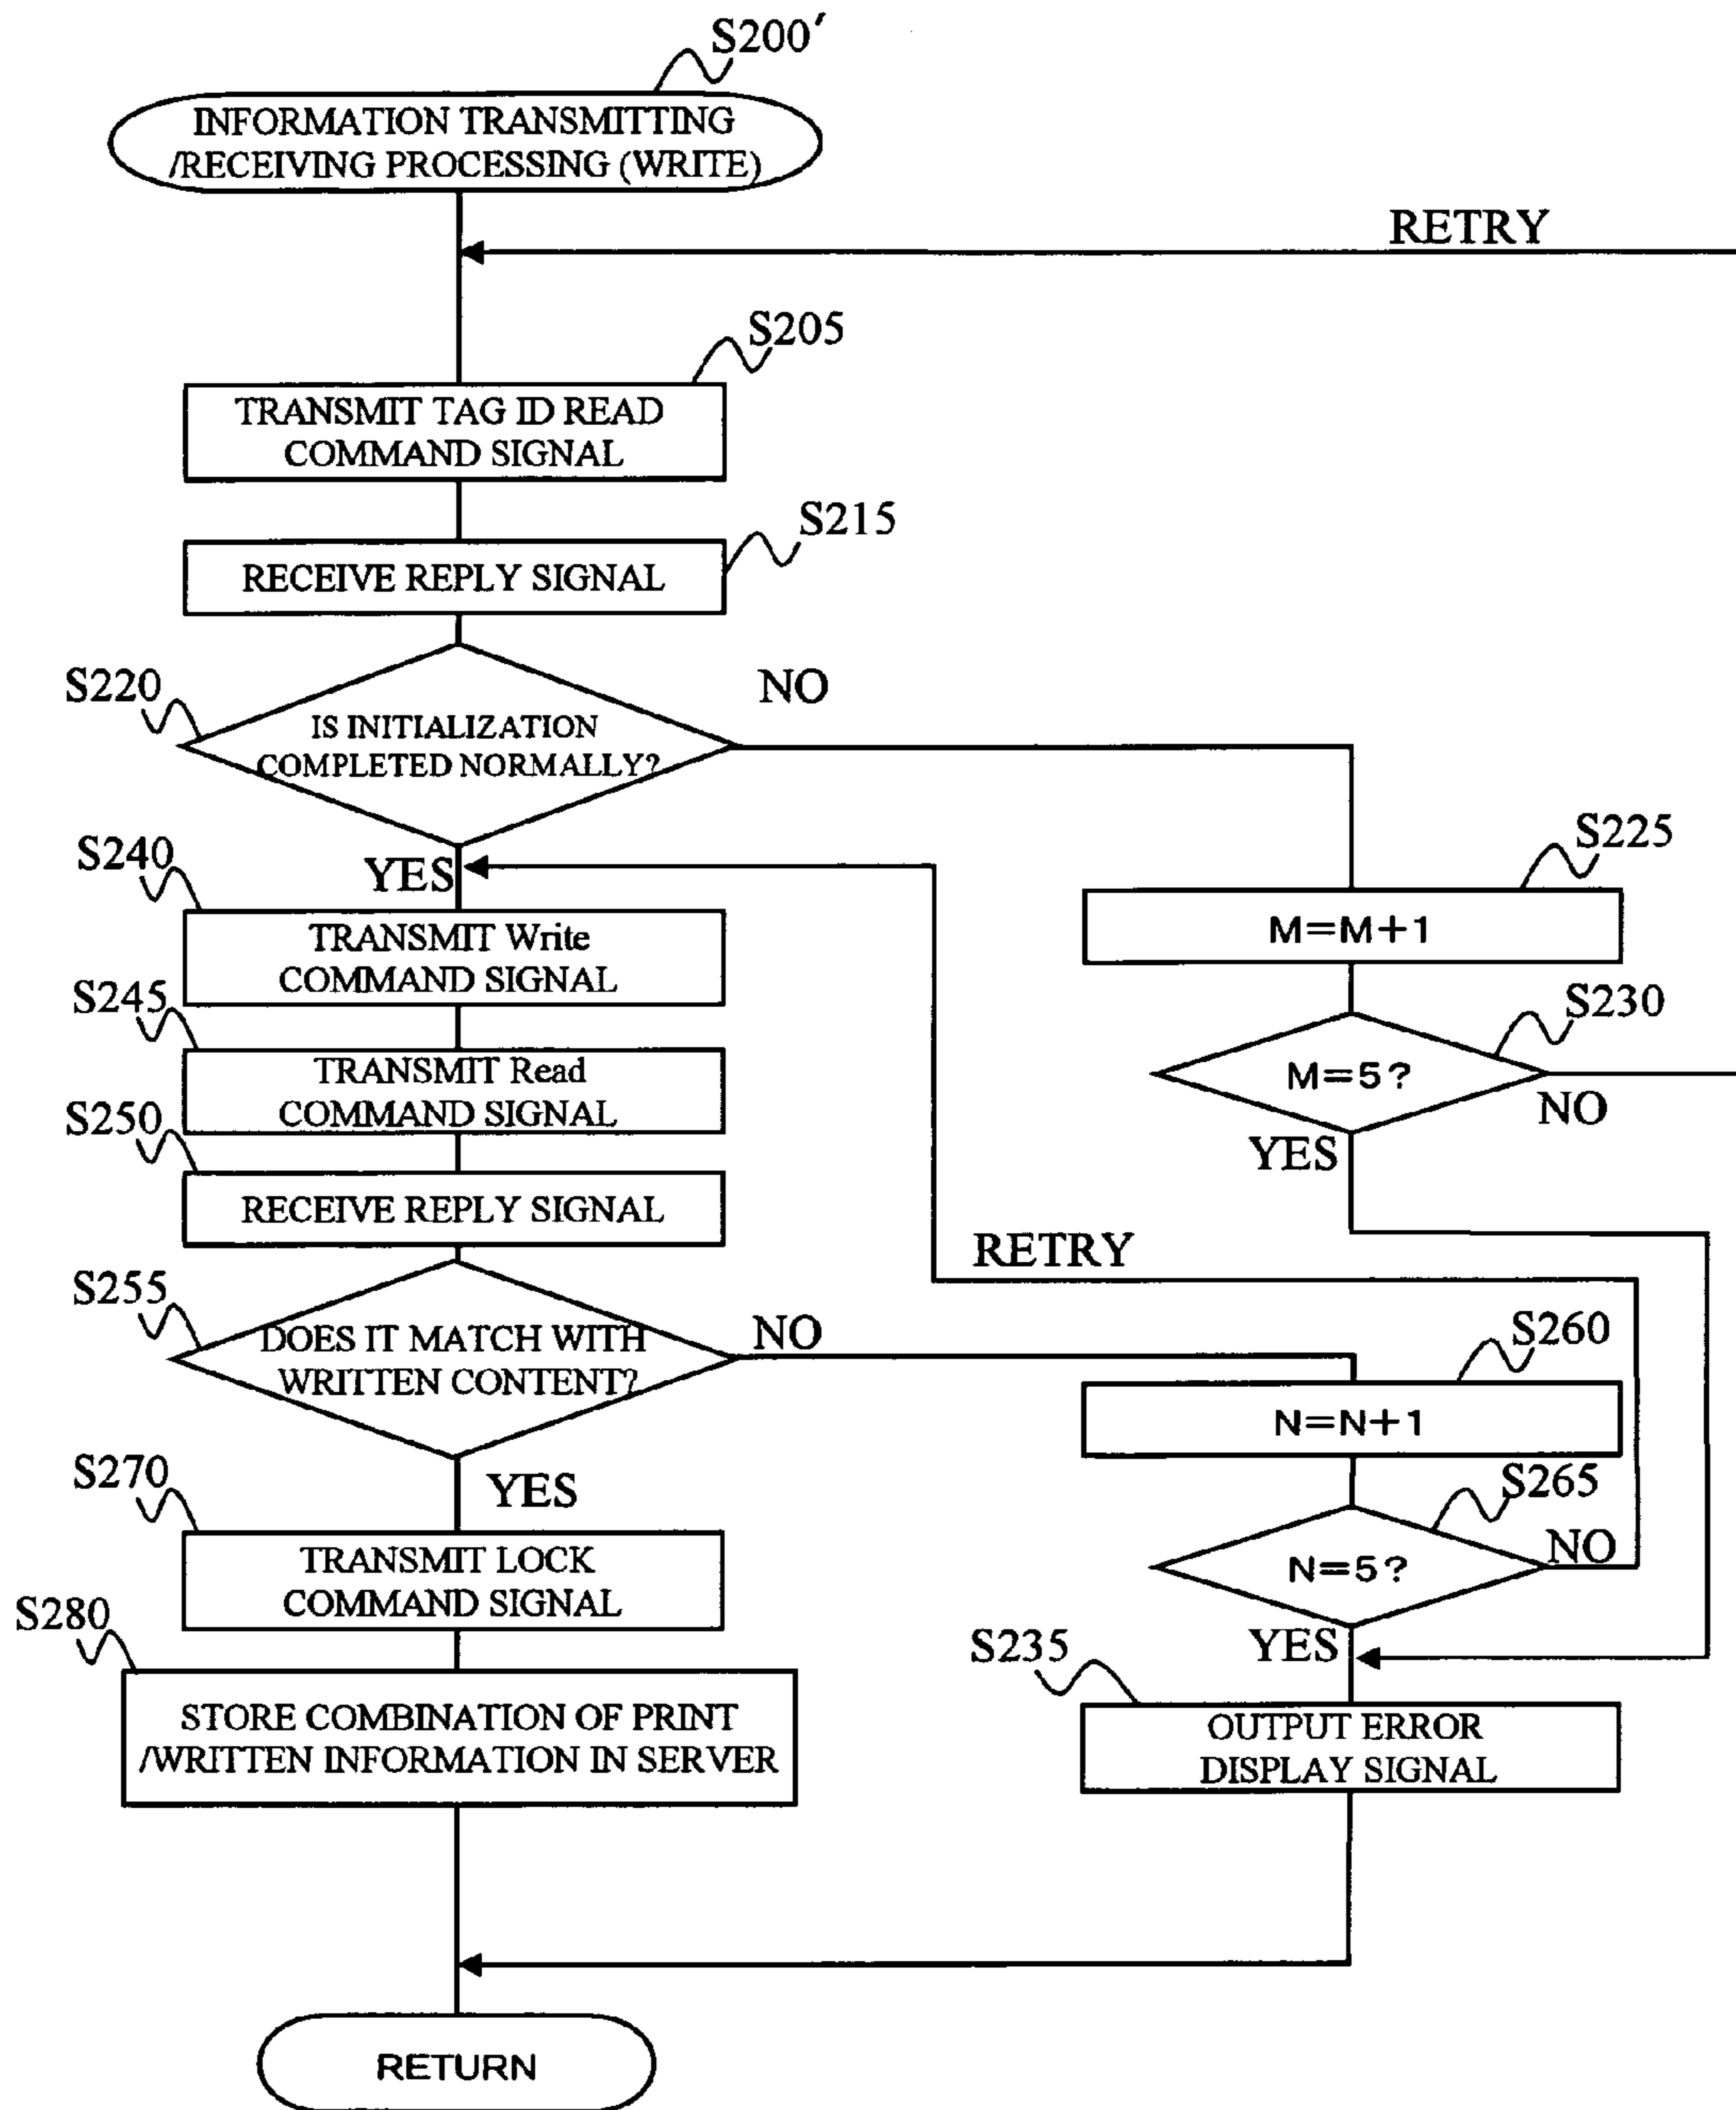 S200′
INFORMATION TRANSMITTING
/RECEIVING PROCESSING (WRITE)
RETRY
S205
TRANSMIT TAG ID READ
COMMAND SIGNAL
S215
RECEIVE REPLY SIGNAL
S220
NO
IS INITIALIZATION
COMPLETED NORMALLY?
S240
YES
TRANSMIT Write
COMMAND SIGNAL
S225
M=M+1
S245
TRANSMIT Read
COMMAND SIGNAL
S230
M=5?
NO
YES
S250
RECEIVE REPLY SIGNAL
RETRY
S255
NO
DOES IT MATCH WITH
WRITTEN CONTENT?
S260
N=N+1
S270
YES
TRANSMIT LOCK
COMMAND SIGNAL
S265
N=5?
NO
YES
S280
STORE COMBINATION OF PRINT
/WRITTEN INFORMATION IN SERVER
S235
OUTPUT ERROR
DISPLAY SIGNAL
RETURN